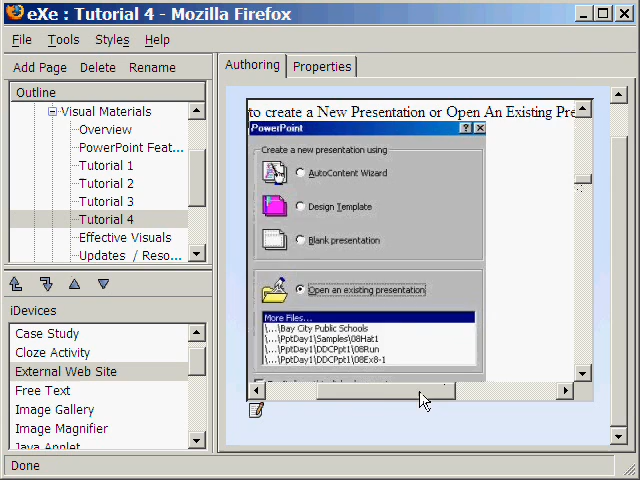 eXe : Tutorial 4 - Mozilla Firefox
File Tools Styles Help
Add Page Delete Rename
Outline
Visual Materials
Overview
PowerPoint Feat...
Tutorial 1
Tutorial 2
Tutorial 3
Tutorial 4
Effective Visuals
Updates / Reso...
iDevices
Case Study
Cloze Activity
External Web Site
Free Text
Image Gallery
Image Magnifier
Java Applet
Authoring Properties
to create a New Presentation or Open An Existing Pre
PowerPoint
Create a new presentation using
AutoContent Wizard
Design Template
Blank presentation
Open an existing presentation
More Files...
\...\Bay City Public Schools
\...\PptDay1\Samples\08Hat1
\...\PptDay1\DDCPpt1\08Run
\...\PptDay1\DDCPpt1\08Ex8-1
Done